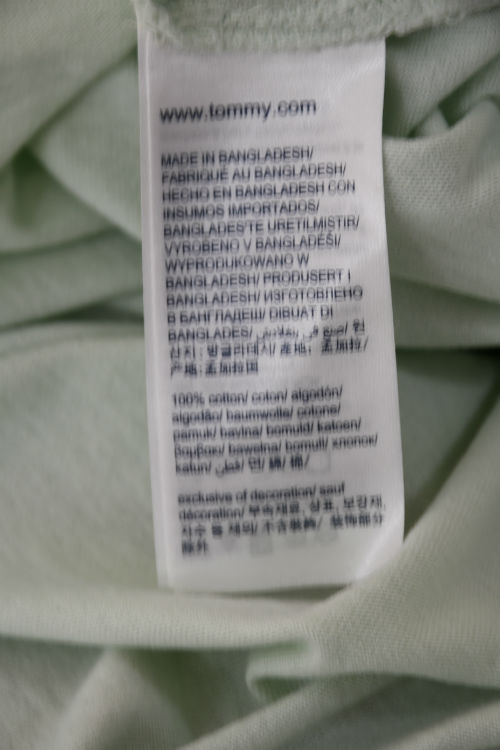 www.tommy.com
MADE IN BANGLADESH/
FABRIQUÉ AU BANGLADESH/
HECHO EN BANGLADESH CON
INSUMOS IMPORTADOS/
BANGLADEŞ'TE ÜRETİLMİŞTİR/
VYROBENO V BANGLADÉŠI/
WYPRODUKOWANO W
BANGLADESH/ PRODUSERT I
BANGLADESH/ ИЗГОТОВЛЕНО
В БАНГЛАДЕШ/ DIBUAT DI
BANGLADES/ صنع في بنغلاديش/ 원
산지: 방글라데시/ 產地: 孟加拉/
产地: 孟加拉国
100% cotton/ coton/ algodón/
algodão/ baumwolle/ cotone/
pamuk/ bavlna/ bomuld/ katoen/
βαμβάκι/ bawełna/ bomull/ хлопок/
katun/ قطن/ 면/ 綿/ 棉/
exclusive of decoration/ sauf
décoration/ 부속재료, 상표, 보강재,
자수 등 제외/ 不含裝飾/ 装饰部分
除外